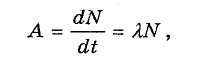 A = dN/dt = λN ,